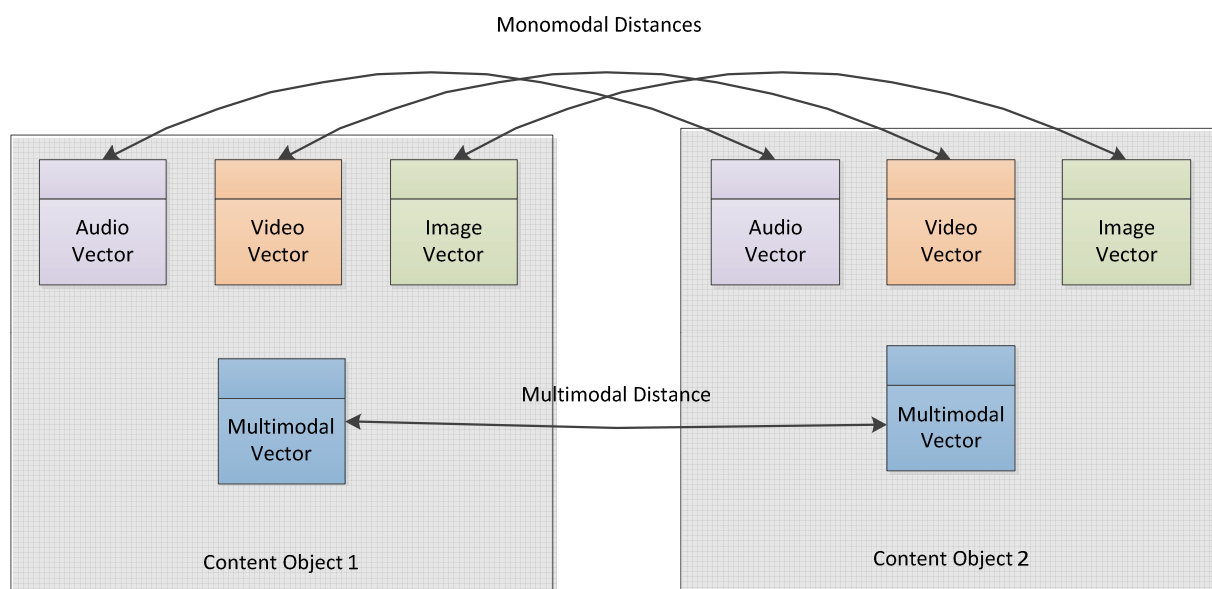 Monomodal Distances
Audio
Vector
Video
Vector
Image
Vector
Audio
Vector
Video
Vector
Image
Vector
Multimodal Distance
Multimodal
Vector
Multimodal
Vector
Content Object 1
Content Object 2